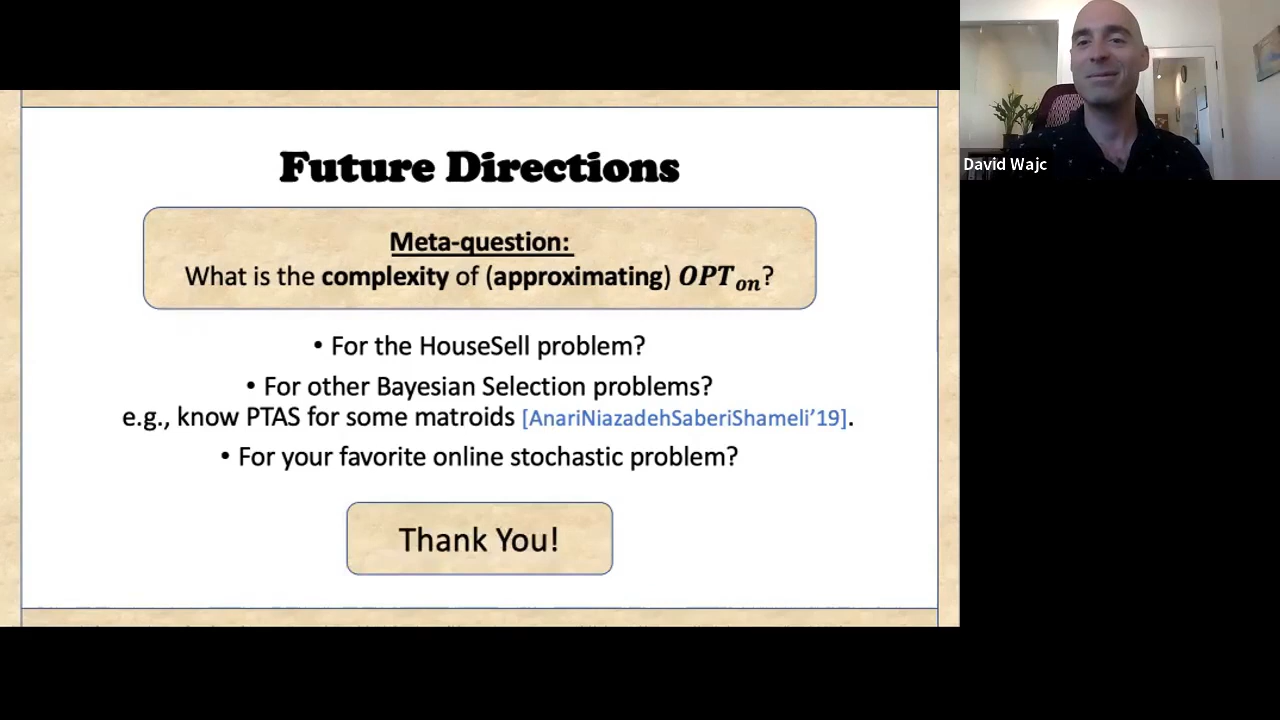 Future Directions
Meta-question:
What is the complexity of (approximating) OPT_on?
• For the HouseSell problem?
• For other Bayesian Selection problems?
e.g., know PTAS for some matroids [AnariNiazadehSaberiShameli'19].
• For your favorite online stochastic problem?
Thank You!
David Wajc